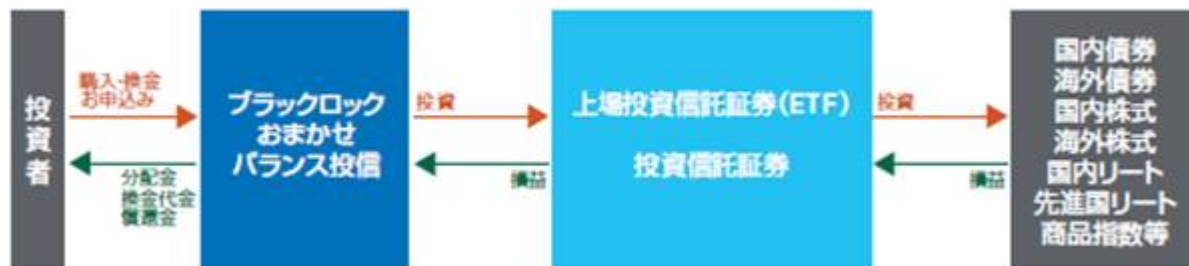 投資者
購入・換金
お申込み
分配金
換金代金
償還金
ブラックロック
おまかせ
バランス投信
投資
損益
上場投資信託証券(ETF)
投資信託証券
投資
損益
国内債券
海外債券
国内株式
海外株式
国内リート
先進国リート
商品指数等